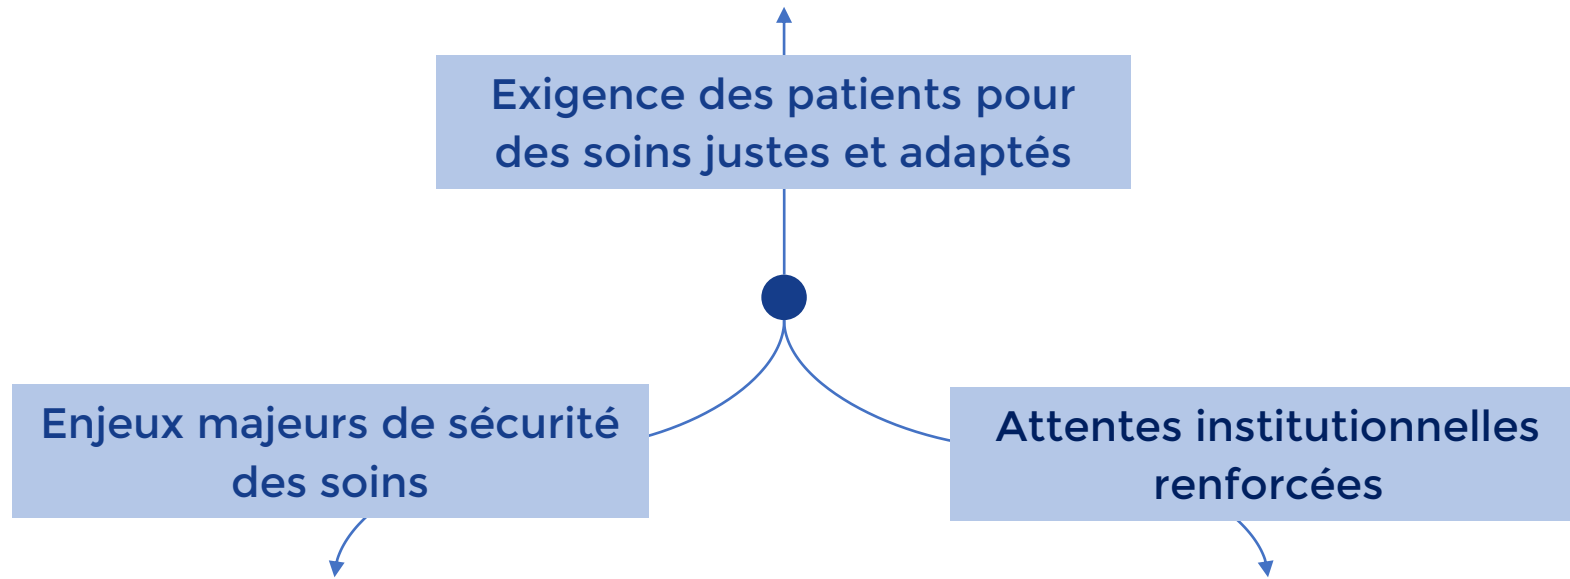 Exigence des patients pour
des soins justes et adaptés
Enjeux majeurs de sécurité
des soins
Attentes institutionnelles
renforcées